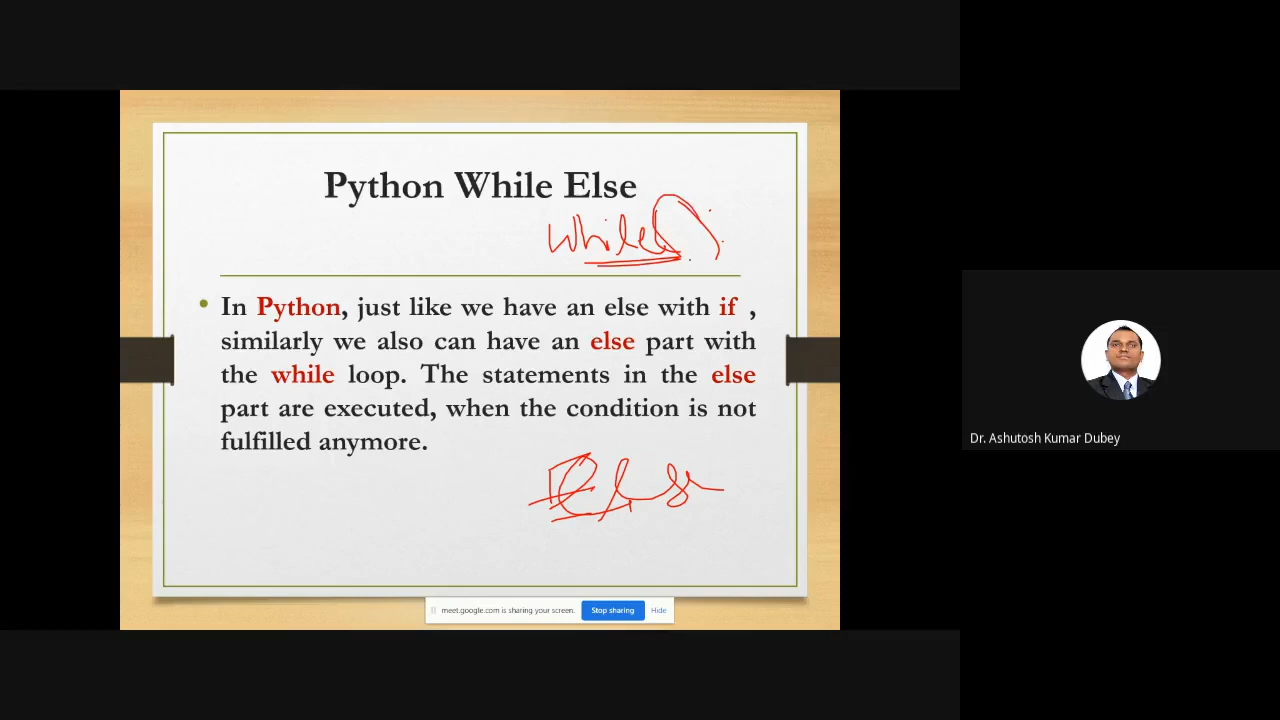 Python While Else
while():
In Python, just like we have an else with if ,
similarly we also can have an else part with
the while loop. The statements in the else
part are executed, when the condition is not
fulfilled anymore.
Else
meet.google.com is sharing your screen. Stop sharing Hide
Dr. Ashutosh Kumar Dubey